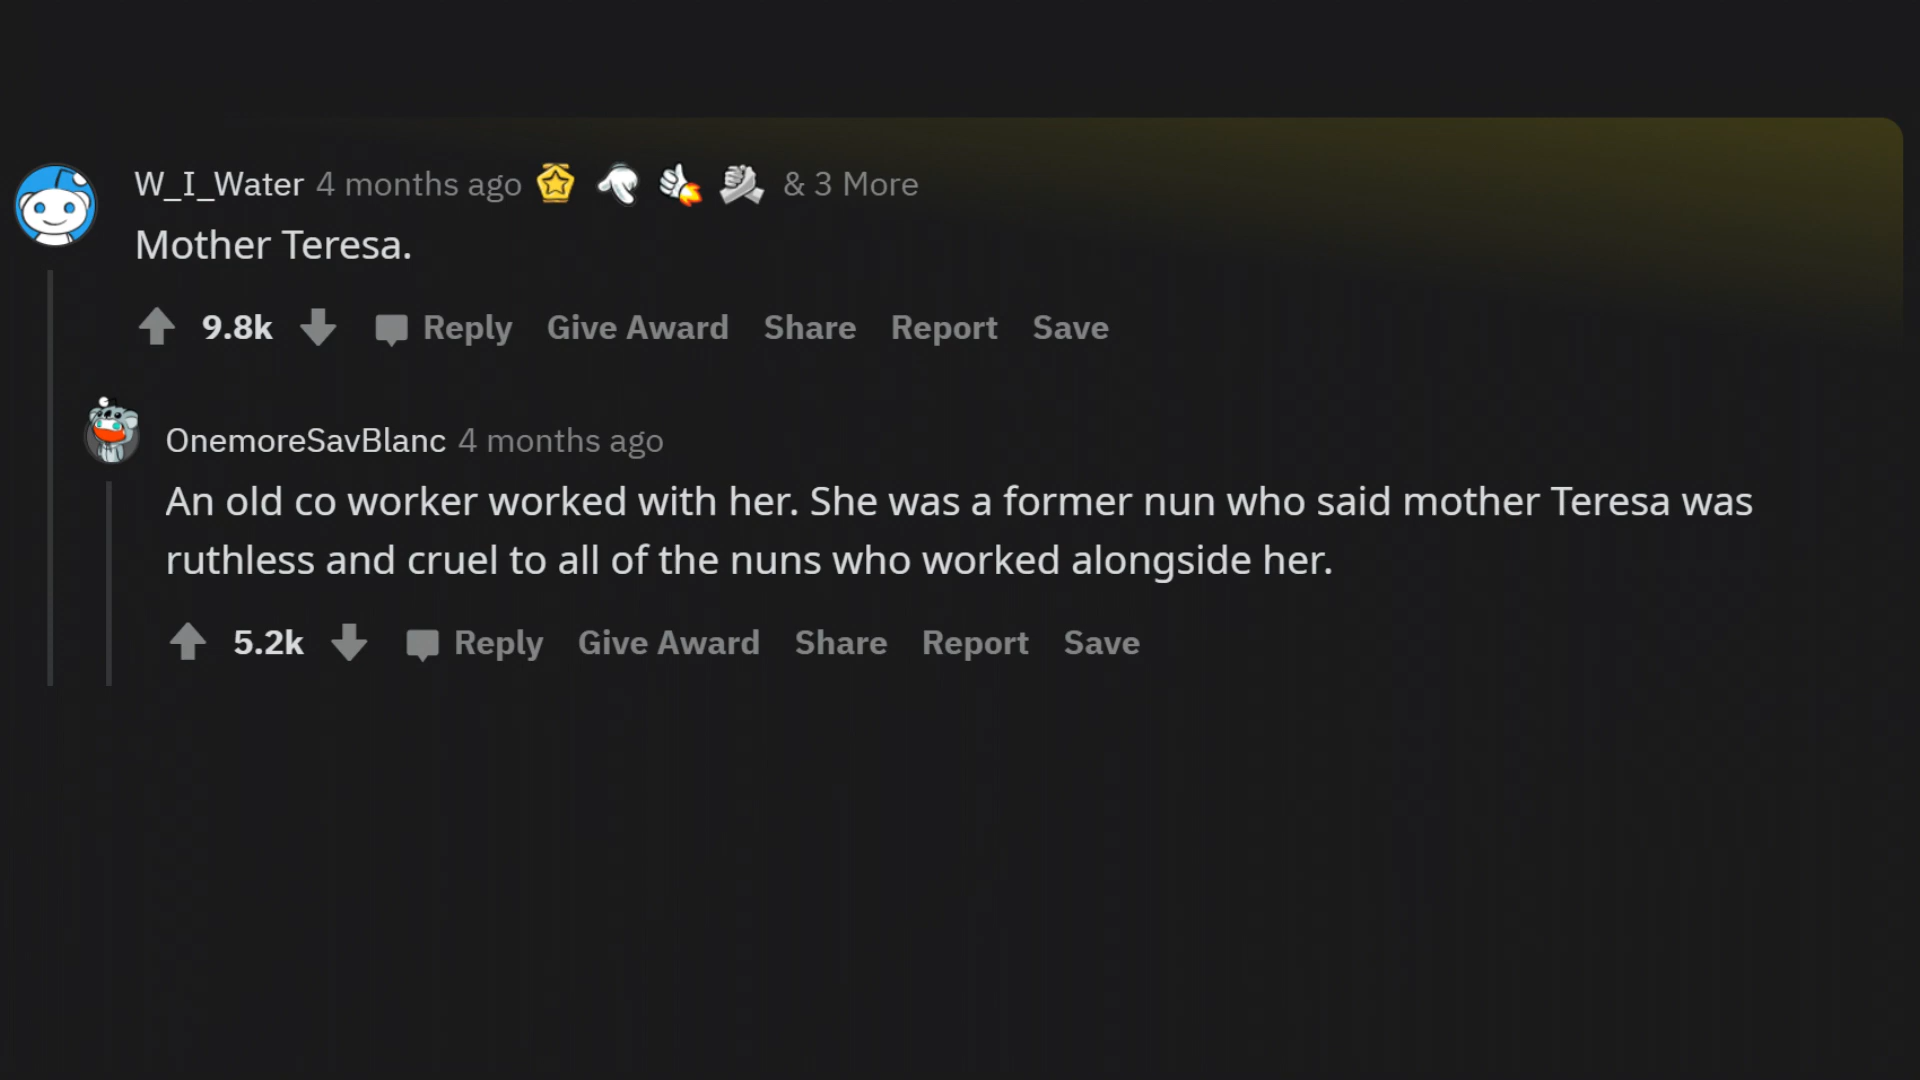 W_I_Water 4 months ago & 3 More
Mother Teresa.
9.8k Reply Give Award Share Report Save
OnemoreSavBlanc 4 months ago
An old co worker worked with her. She was a former nun who said mother Teresa was
ruthless and cruel to all of the nuns who worked alongside her.
5.2k Reply Give Award Share Report Save